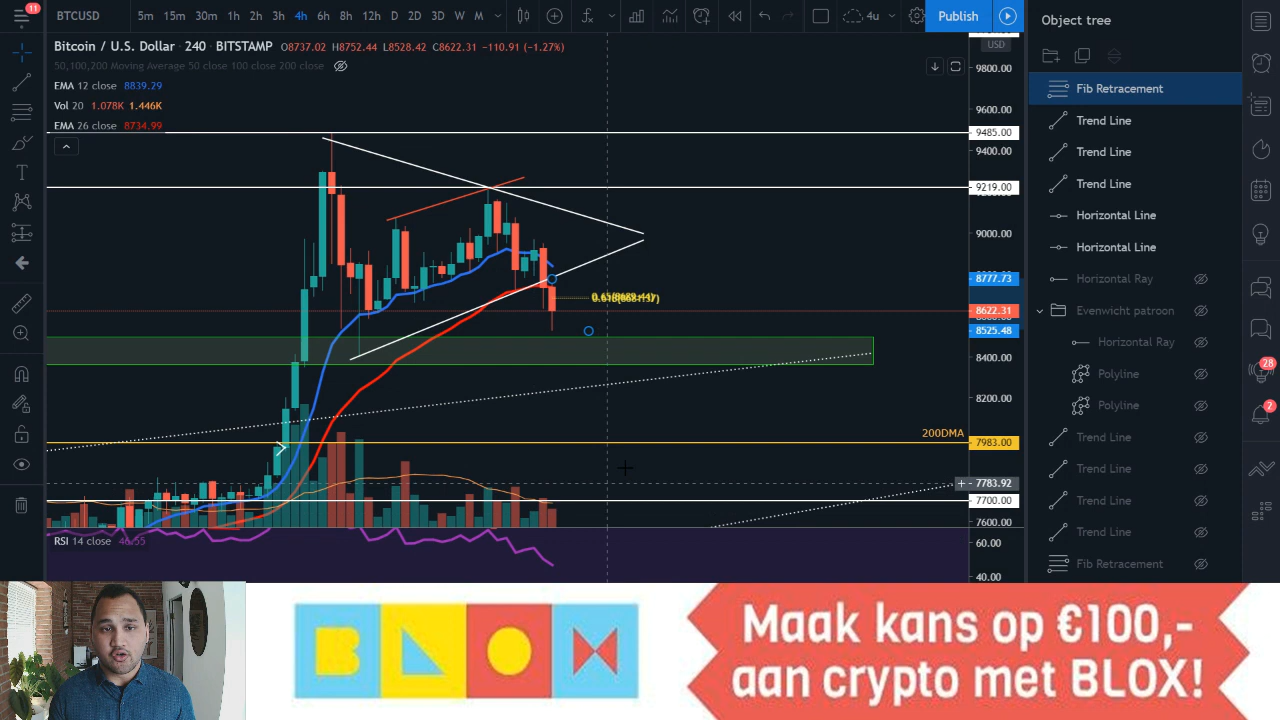 11
BTCUSD 5m 15m 30m 1h 2h 3h 4h 6h 8h 12h D 2D 3D W M 4u Publish
Object tree
Bitcoin / U.S. Dollar 240 BITSTAMP O8737.02 H8752.44 L8528.42 C8622.31 −110.91 (−1.27%)
USD
50,100,200 Moving Average 50 close 100 close 200 close
9800.00
EMA 12 close 8839.29
Fib Retracement
Vol 20 1.078K 1.446K
9600.00
EMA 26 close 8734.99
Trend Line
9485.00
9400.00
Trend Line
9219.00
Trend Line
Horizontal Line
9000.00
Horizontal Line
8777.73
Horizontal Ray
8622.31
Evenwicht patroon
8525.48
Horizontal Ray
8400.00
Polyline
28
8200.00
Polyline
2
200DMA
7983.00
Trend Line
Trend Line
7783.92
7700.00
Trend Line
7600.00
Trend Line
RSI 14 close 46.55
60.00
Fib Retracement
40.00
BLOX
Maak kans op €100,-
aan crypto met BLOX!